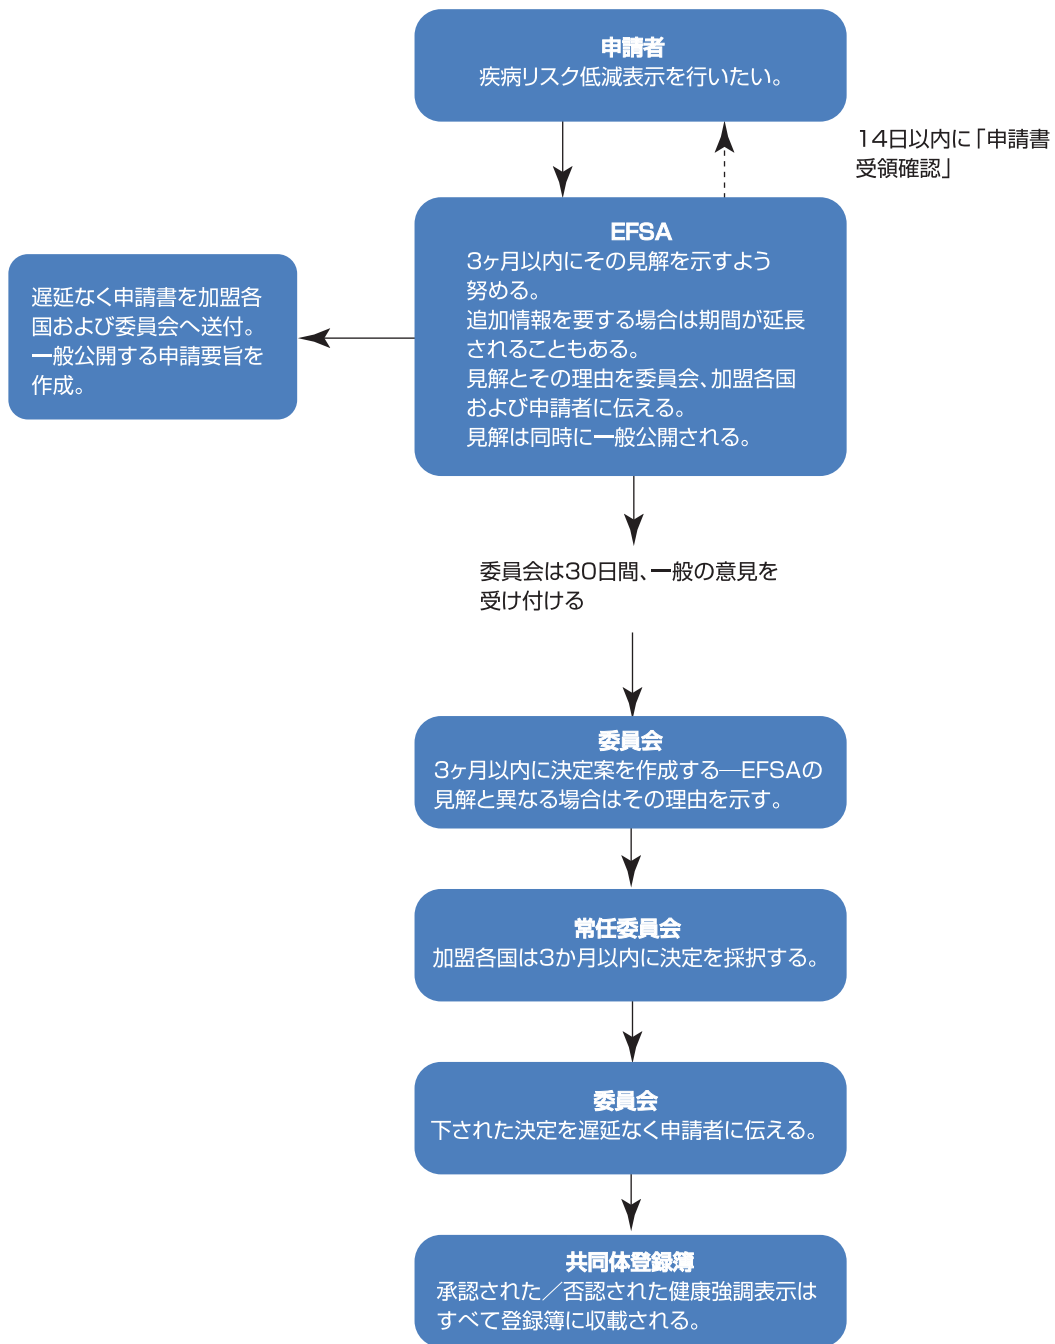 申請者
疾病リスク低減表示を行いたい。
14日以内に「申請書
受領確認」
EFSA
3ヶ月以内にその見解を示すよう
努める。
追加情報を要する場合は期間が延長
されることもある。
見解とその理由を委員会、加盟各国
および申請者に伝える。
見解は同時に一般公開される。
遅延なく申請書を加盟各
国および委員会へ送付。
一般公開する申請要旨を
作成。
委員会は30日間、一般の意見を
受け付ける
委員会
3ヶ月以内に決定案を作成する―EFSAの
見解と異なる場合はその理由を示す。
常任委員会
加盟各国は3か月以内に決定を採択する。
委員会
下された決定を遅延なく申請者に伝える。
共同体登録簿
承認された／否認された健康強調表示は
すべて登録簿に収載される。